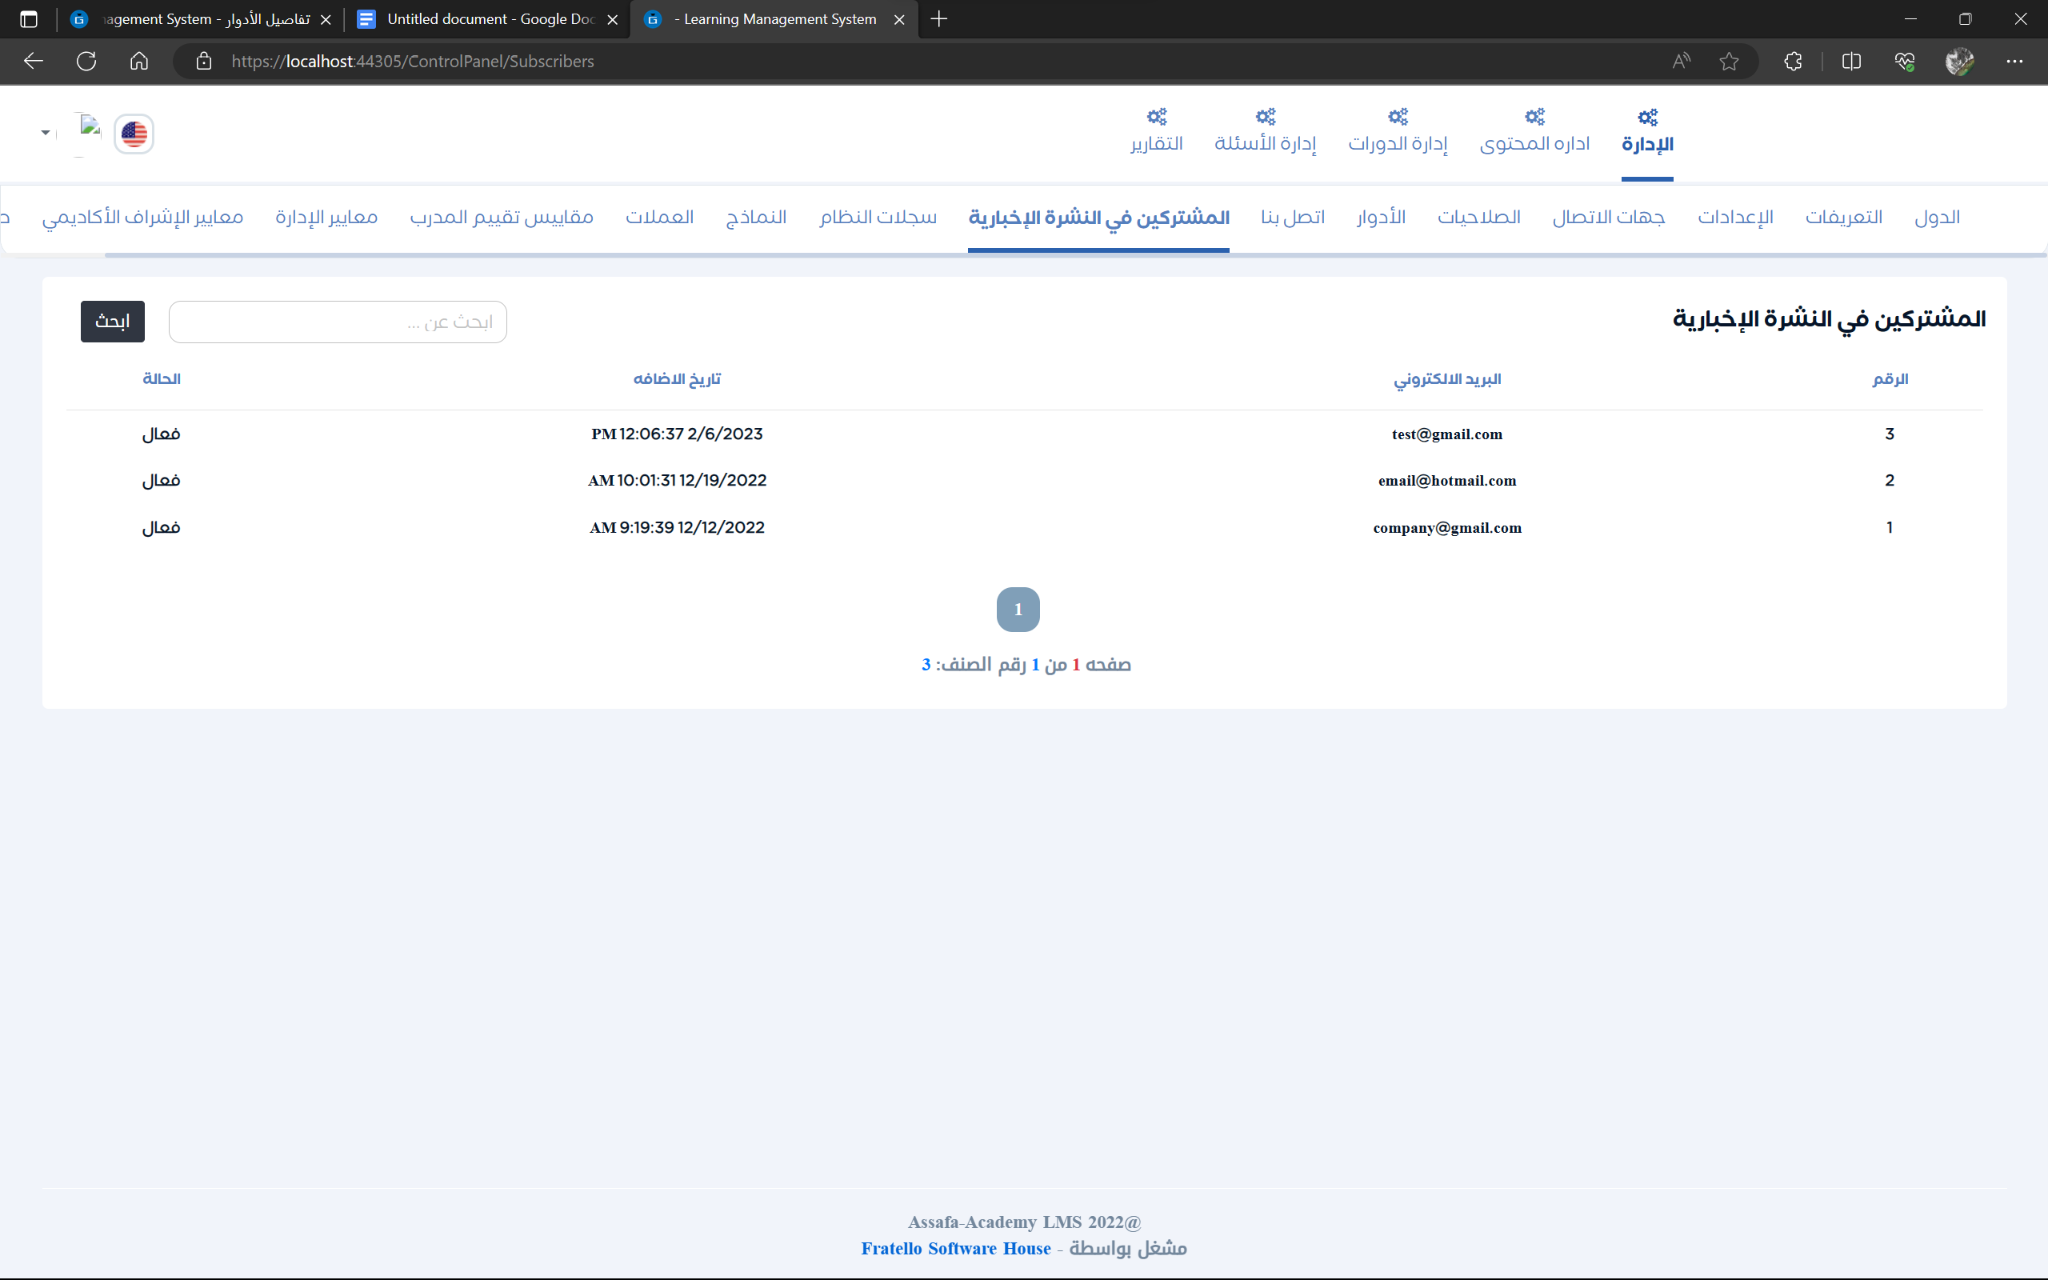 agement System - تفاصيل الأدوار
Untitled document - Google Doc
- Learning Management System
https://localhost:44305/ControlPanel/Subscribers
الإدارة
اداره المحتوى
إدارة الدورات
إدارة الأسئلة
التقارير
الدول
التعريفات
الإعدادات
جهات الاتصال
الصلاحيات
الأدوار
اتصل بنا
المشتركين في النشرة الإخبارية
سجلات النظام
النماذج
العملات
مقاييس تقييم المدرب
معايير الإدارة
معايير الإشراف الأكاديمي
المشتركين في النشرة الإخبارية
ابحث عن ...
ابحث
الرقم البريد الالكتروني تاريخ الاضافه الحالة
3 test@gmail.com PM 12:06:37 2/6/2023 فعال
2 email@hotmail.com AM 10:01:31 12/19/2022 فعال
1 company@gmail.com AM 9:19:39 12/12/2022 فعال
1
صفحه 1 من 1 رقم الصنف: 3
Assafa-Academy LMS 2022@
مشغل بواسطة - Fratello Software House